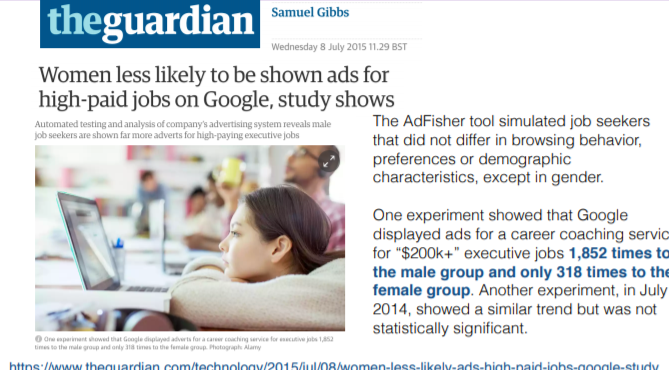 theguardian
Samuel Gibbs
Wednesday 8 July 2015 11.29 BST
Women less likely to be shown ads for
high-paid jobs on Google, study shows
Automated testing and analysis of company's advertising system reveals male
job seekers are shown far more adverts for high-paying executive jobs
One experiment showed that Google displayed adverts for a career coaching service for executive jobs 1,852
times to the male group and only 318 times to the female group. Photograph: Alamy
The AdFisher tool simulated job seekers
that did not differ in browsing behavior,
preferences or demographic
characteristics, except in gender.
One experiment showed that Google
displayed ads for a career coaching servic
for “$200k+” executive jobs 1,852 times to
the male group and only 318 times to the
female group. Another experiment, in July
2014, showed a similar trend but was not
statistically significant.
https://www.theguardian.com/technology/2015/jul/08/women-less-likely-ads-high-paid-jobs-google-study